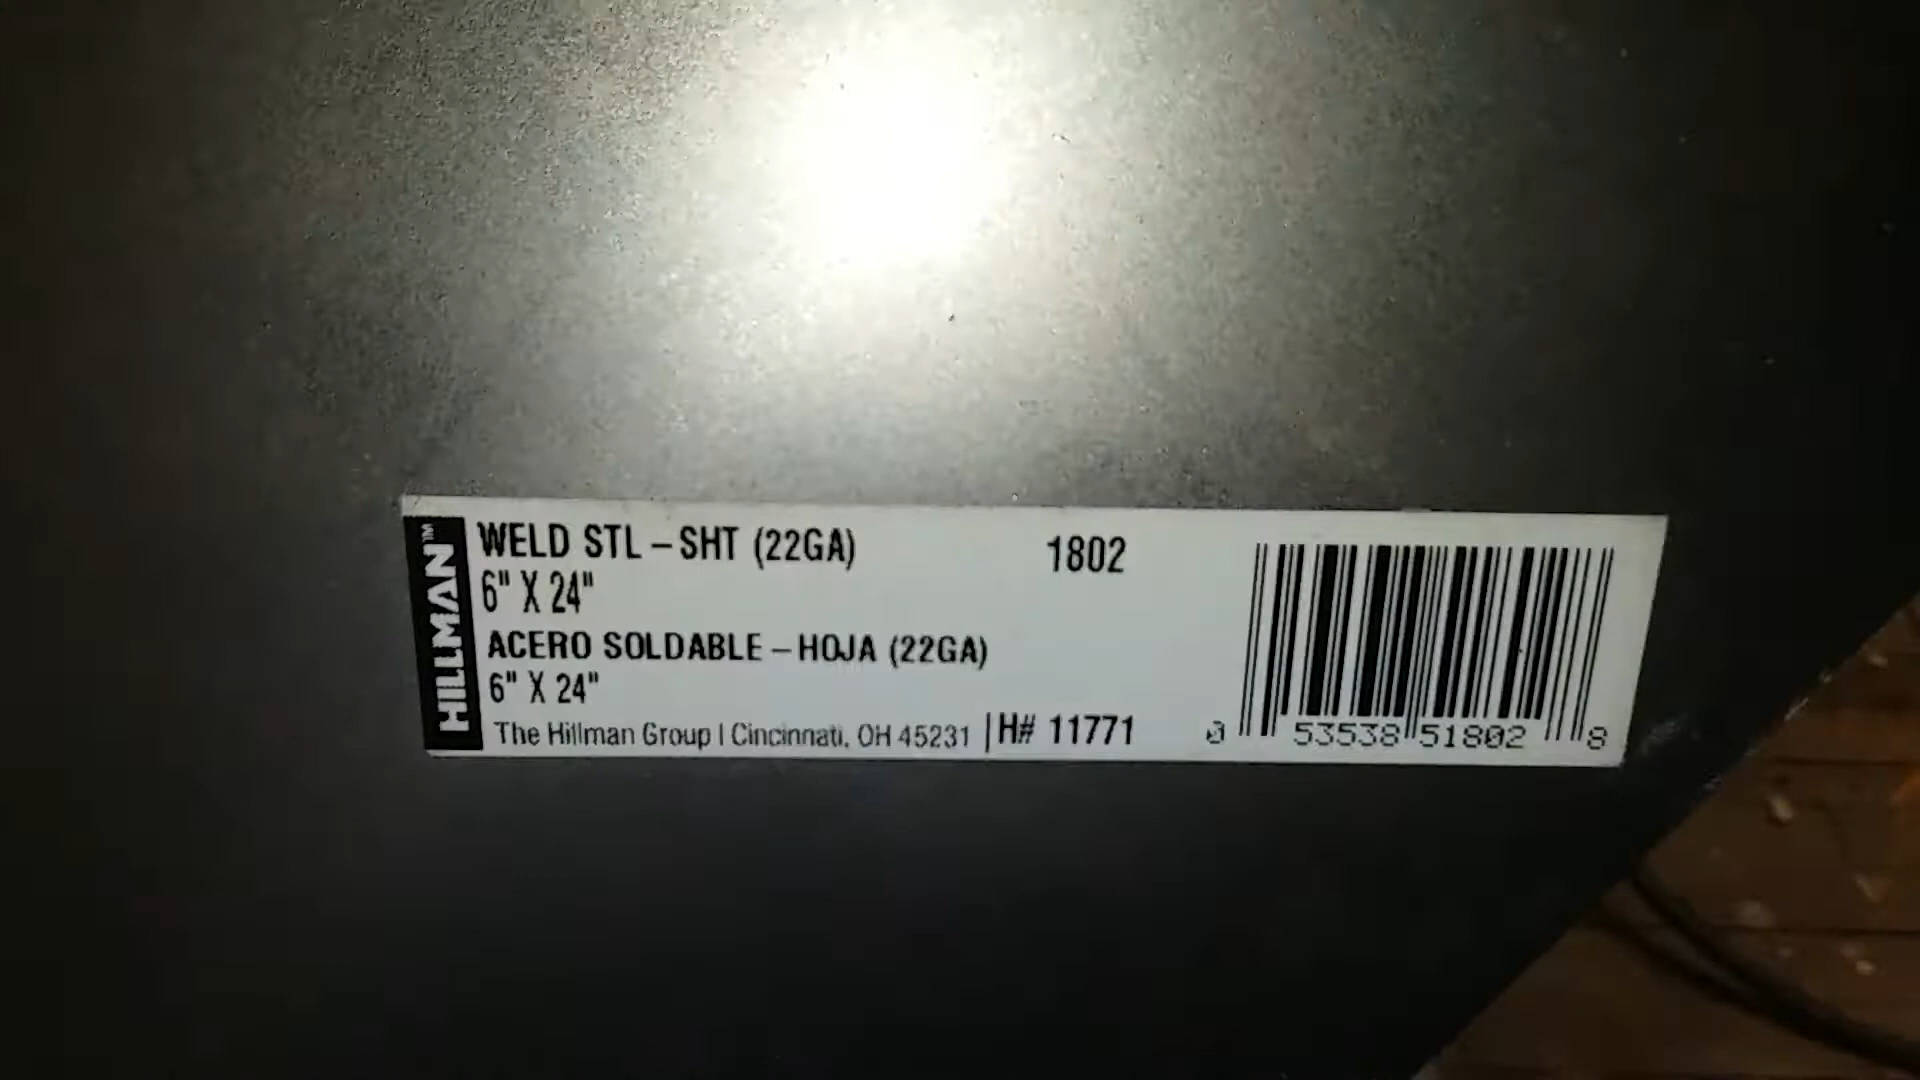 HILLMAN™
WELD STL – SHT (22GA) 1802
6" X 24"
ACERO SOLDABLE – HOJA (22GA)
6" X 24"
The Hillman Group | Cincinnati, OH 45231 | H# 11771
0 53538 51802 8